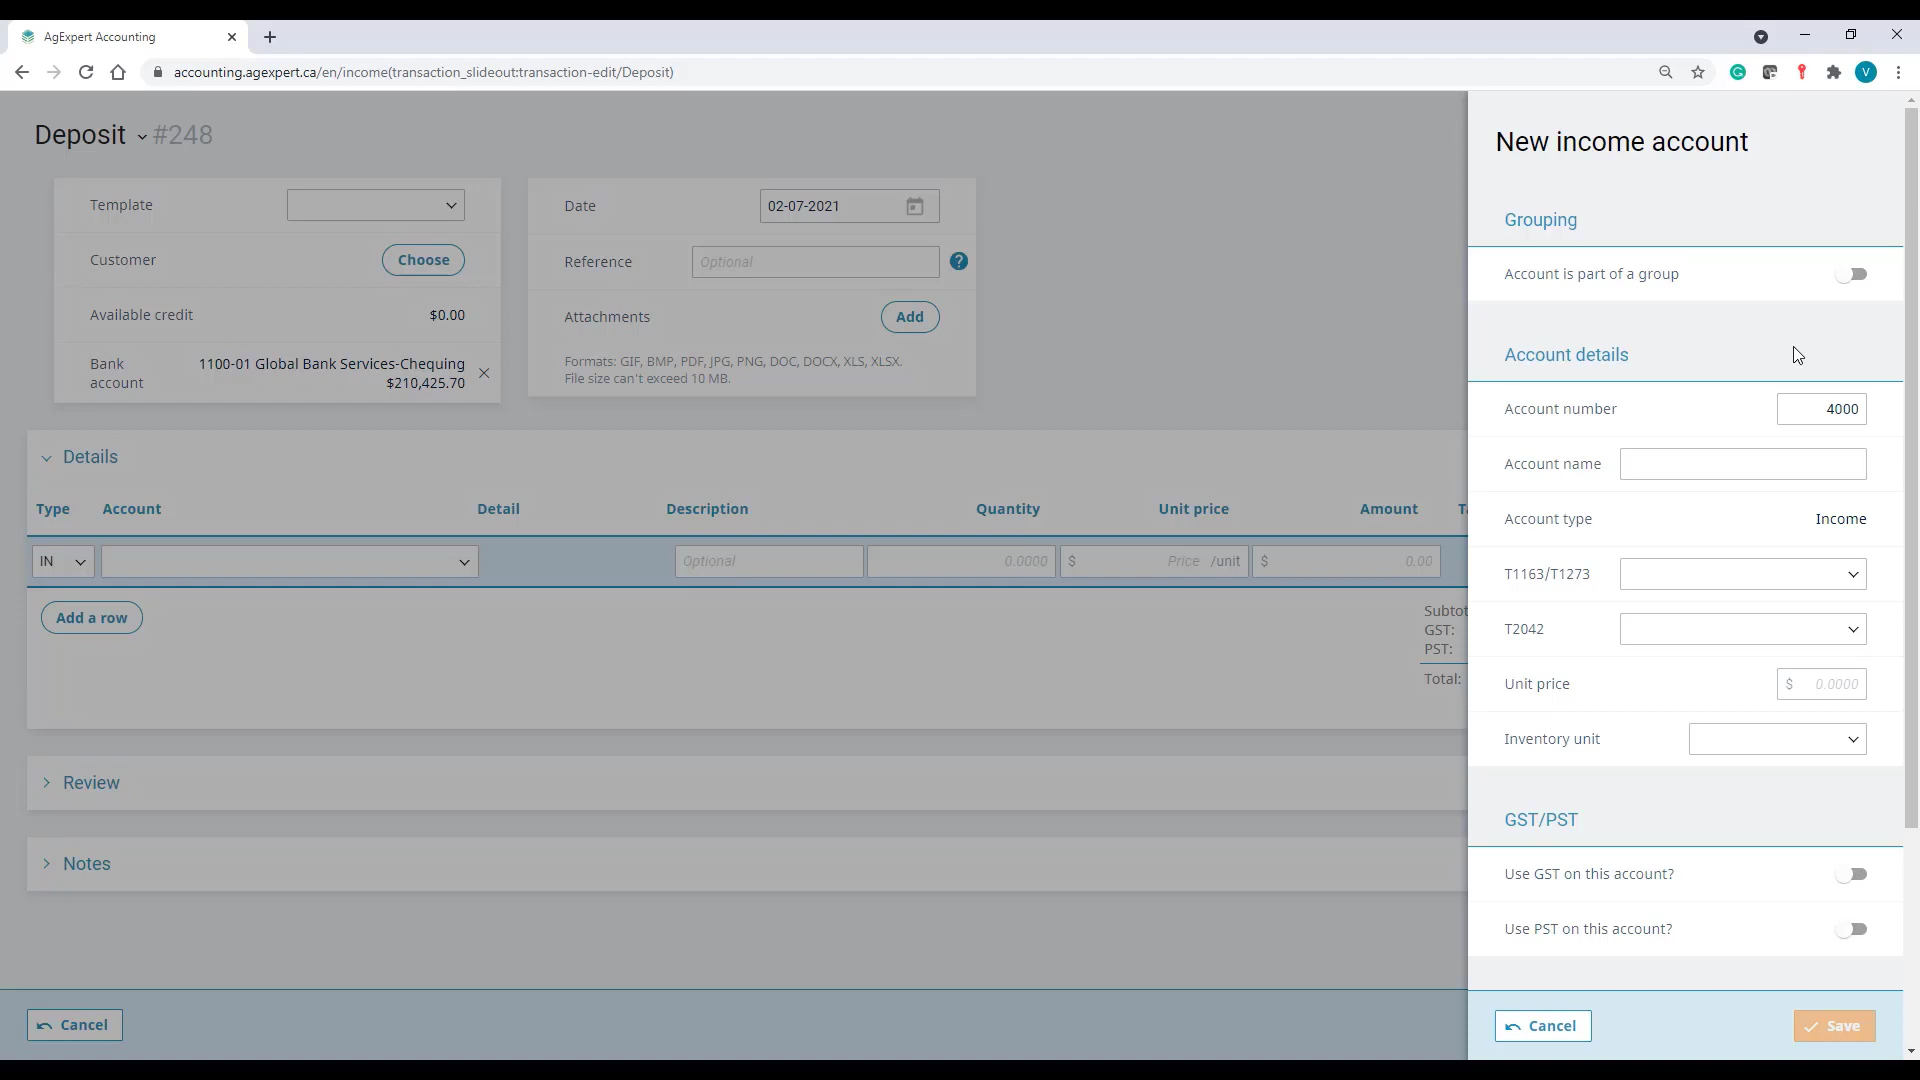 AgExpert Accounting
accounting.agexpert.ca/en/income(transaction_slideout:transaction-edit/Deposit)
V
Deposit #248
Template
Customer Choose
Available credit $0.00
Bank account 1100-01 Global Bank Services-Chequing $210,425.70
Date 02-07-2021
Reference Optional ?
Attachments Add
Formats: GIF, BMP, PDF, JPG, PNG, DOC, DOCX, XLS, XLSX.
File size can't exceed 10 MB.
Details
Type Account Detail Description Quantity Unit price Amount
IN Optional 0.0000 $ Price /unit $ 0.00
Add a row
Subtot
GST:
PST:
Total:
Review
Notes
Cancel
New income account
Grouping
Account is part of a group
Account details
Account number 4000
Account name
Account type Income
T1163/T1273
T2042
Unit price $ 0.0000
Inventory unit
GST/PST
Use GST on this account?
Use PST on this account?
Cancel Save